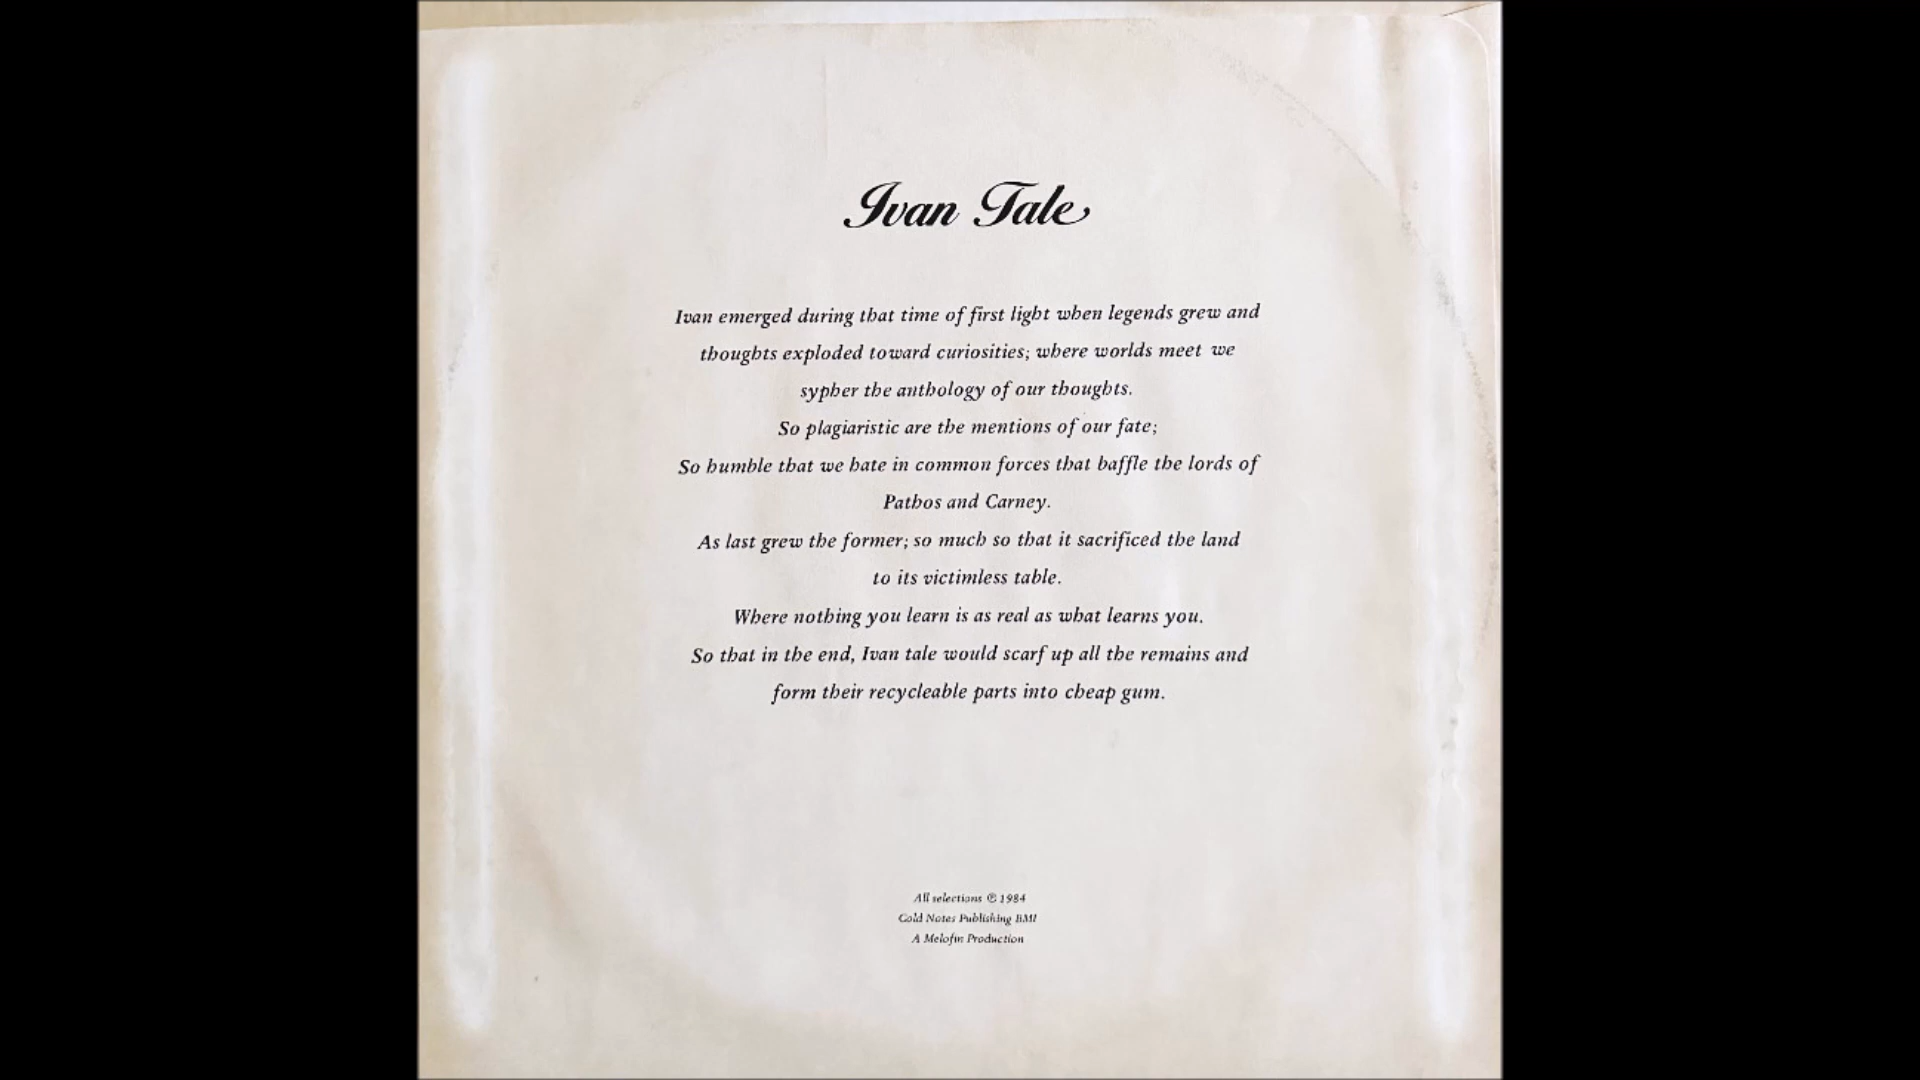 Ivan Tale
Ivan emerged during that time of first light when legends grew and
thoughts exploded toward curiosities; where worlds meet we
sypher the anthology of our thoughts.
So plagiaristic are the mentions of our fate;
So humble that we hate in common forces that baffle the lords of
Pathos and Carney.
As last grew the former; so much so that it sacrificed the land
to its victimless table.
Where nothing you learn is as real as what learns you.
So that in the end, Ivan tale would scarf up all the remains and
form their recycleable parts into cheap gum.
All selections ℗ 1984
Cold Notes Publishing BMI
A Melofin Production